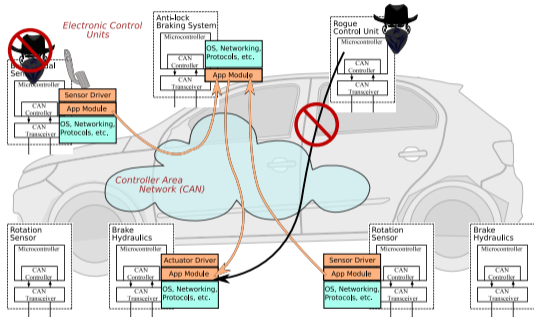 Electronic Control
Units
Anti-lock
Braking System
Microcontroller
CAN
Controller
CAN
Transceiver
OS, Networking,
Protocols, etc.
App Module
Rogue
Control Unit
Microcontroller
CAN
Controller
CAN
Transceiver
Microcontroller
CAN
Controller
CAN
Transceiver
Sensor Driver
App Module
OS, Networking,
Protocols, etc.
Controller Area
Network (CAN)
Rotation
Sensor
Microcontroller
CAN
Controller
CAN
Transceiver
Brake
Hydraulics
Microcontroller
CAN
Controller
CAN
Transceiver
Actuator Driver
App Module
OS, Networking,
Protocols, etc.
Sensor Driver
App Module
OS, Networking,
Protocols, etc.
Rotation
Sensor
Microcontroller
CAN
Controller
CAN
Transceiver
Brake
Hydraulics
Microcontroller
CAN
Controller
CAN
Transceiver